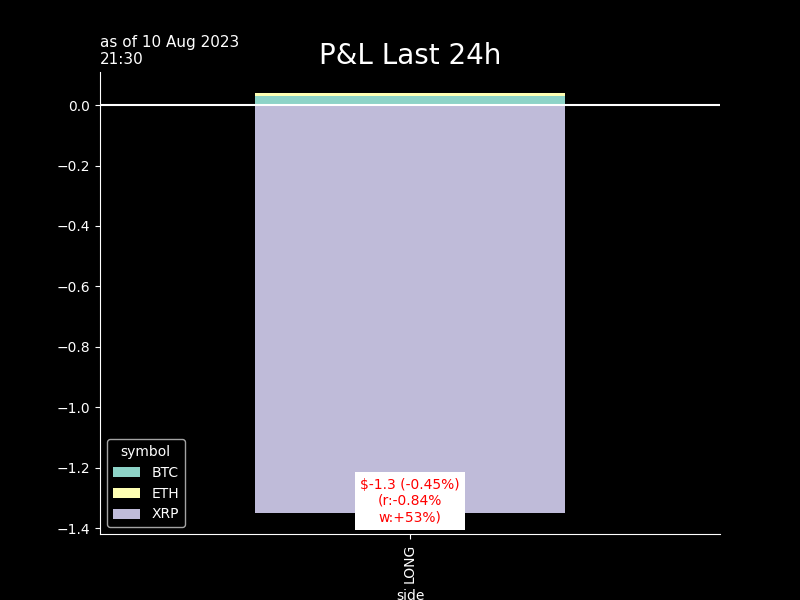 as of 10 Aug 2023
21:30
P&L Last 24h
0.0
−0.2
−0.4
−0.6
−0.8
−1.0
−1.2
−1.4
symbol
BTC
ETH
XRP
$-1.3 (-0.45%)
(r:-0.84%
w:+53%)
LONG
side